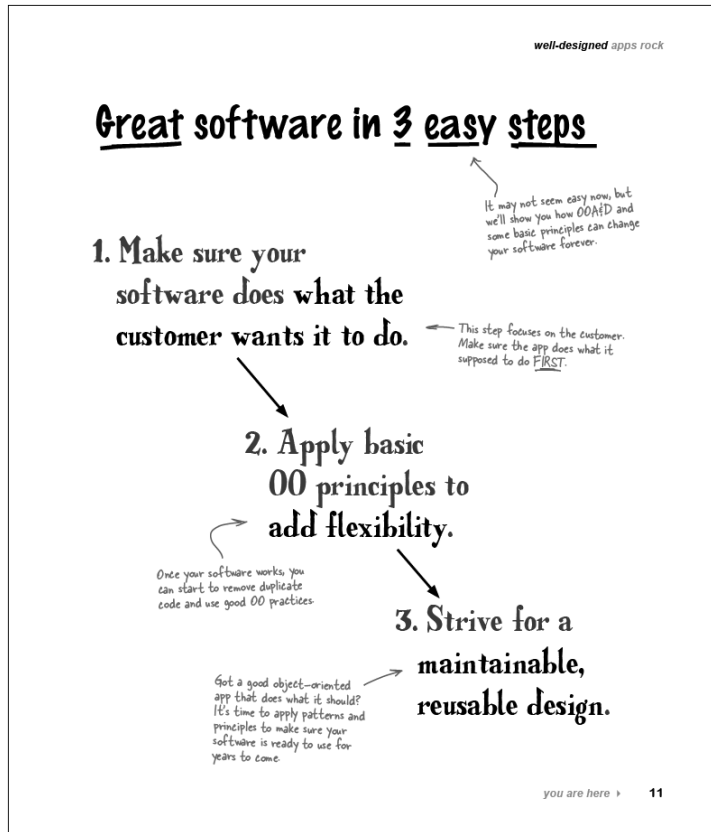 well-designed apps rock
Great software in 3 easy steps
It may not seem easy now, but
we'll show you how OOA&D and
some basic principles can change
your software forever.
1. Make sure your
software does what the
customer wants it to do.
This step focuses on the customer.
Make sure the app does what it
supposed to do FIRST.
2. Apply basic
OO principles to
add flexibility.
Once your software works, you
can start to remove duplicate
code and use good OO practices.
3. Strive for a
maintainable,
reusable design.
Got a good object-oriented
app that does what it should?
It's time to apply patterns and
principles to make sure your
software is ready to use for
years to come.
you are here 11